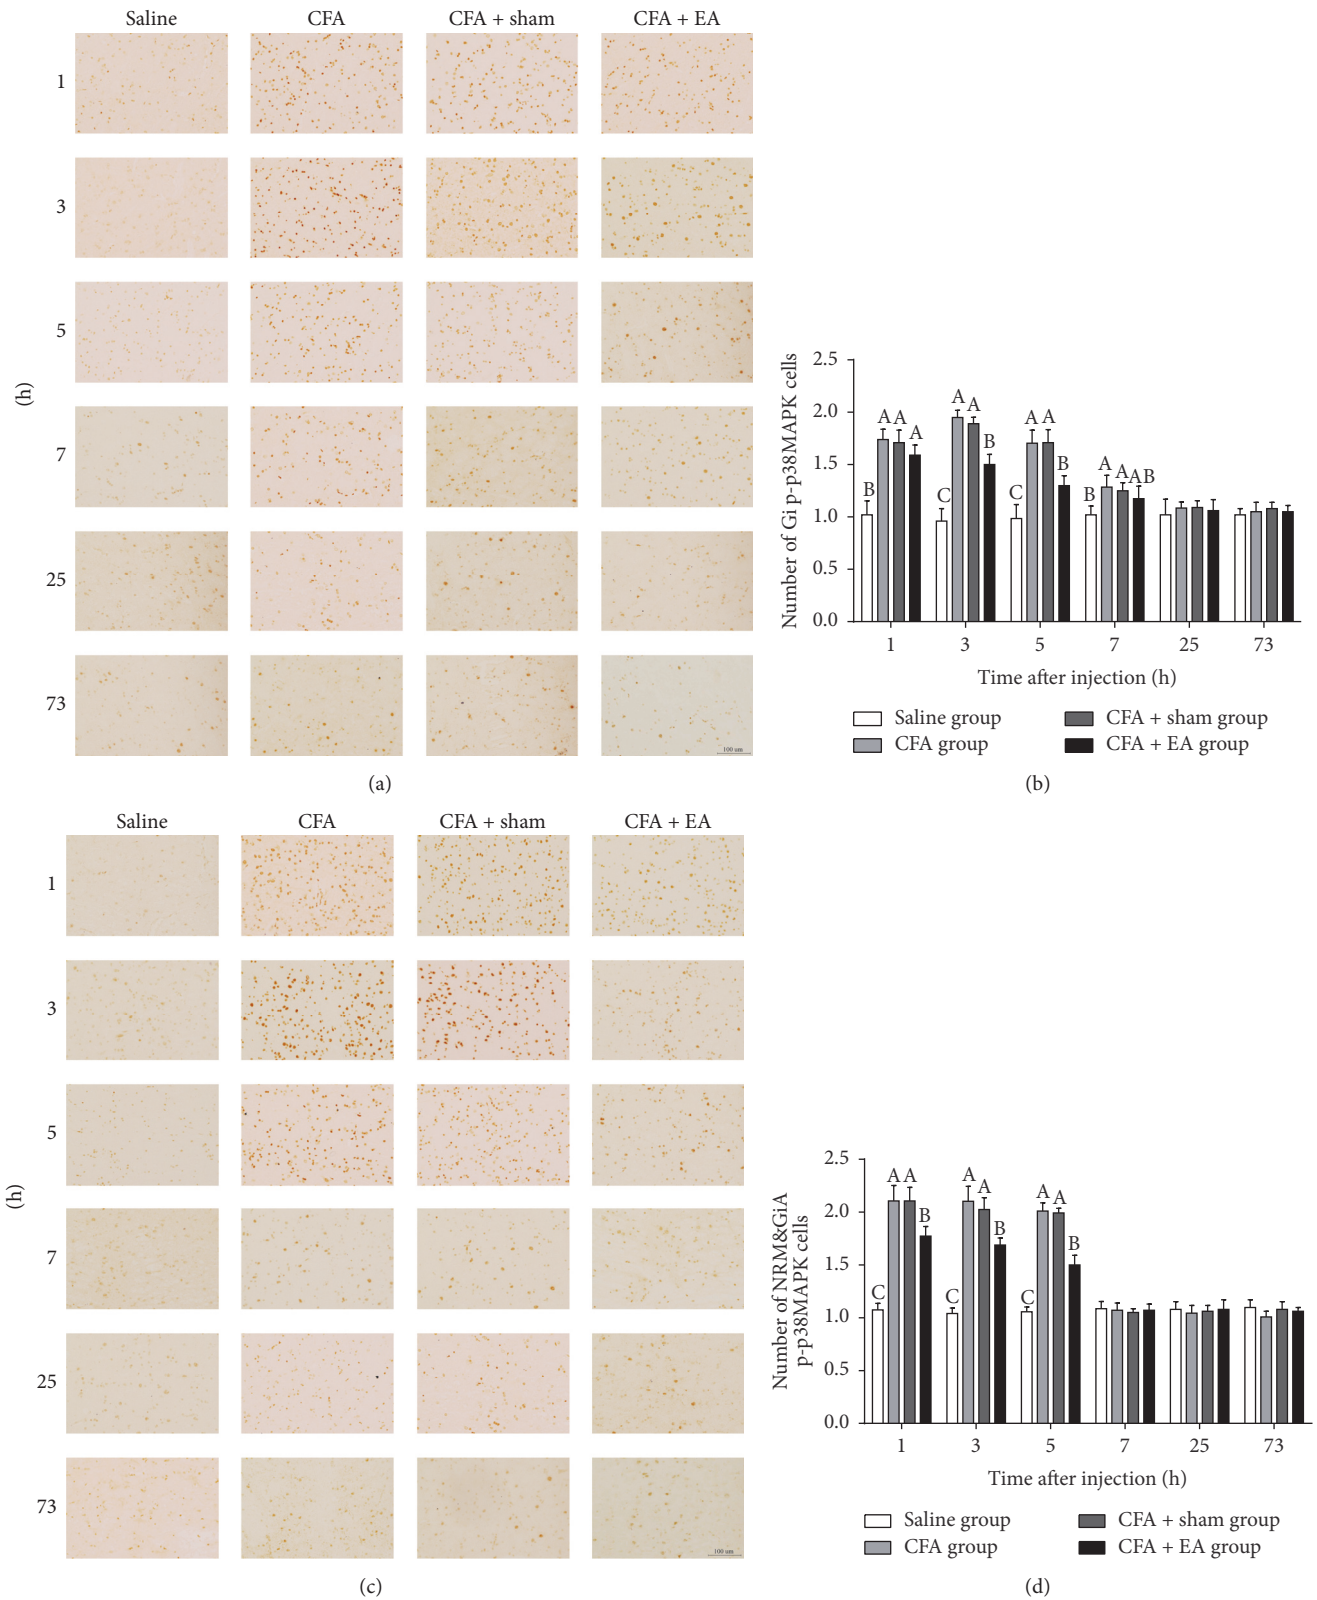 Saline CFA CFA + sham CFA + EA
1
3
5
(h)
7
25
73
100 um
(a)
Number of Gi p-p38MAPK cells
2.5
2.0
1.5
1.0
0.5
0.0
B A A A
C A A B
C A A B
B A A AB
1 3 5 7 25 73
Time after injection (h)
Saline group
CFA group
CFA + sham group
CFA + EA group
(b)
Saline CFA CFA + sham CFA + EA
1
3
5
(h)
7
25
73
100 um
(c)
Number of NRM&GiA
p-p38MAPK cells
2.5
2.0
1.5
1.0
0.5
0.0
C A A B
C A A B
C A A B
1 3 5 7 25 73
Time after injection (h)
Saline group
CFA group
CFA + sham group
CFA + EA group
(d)